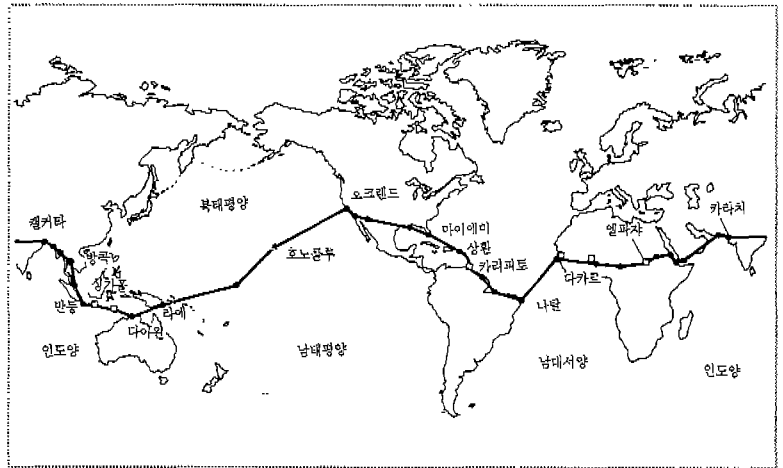 북태평양
오크랜드
캘커타
카라치
마이애미
엘파샤
상환
방콕
호노룰루
카리피토
싱가폴
다카르
반둥
라에
나탈
다아윈
인도양
남태평양
남대서양
인도양